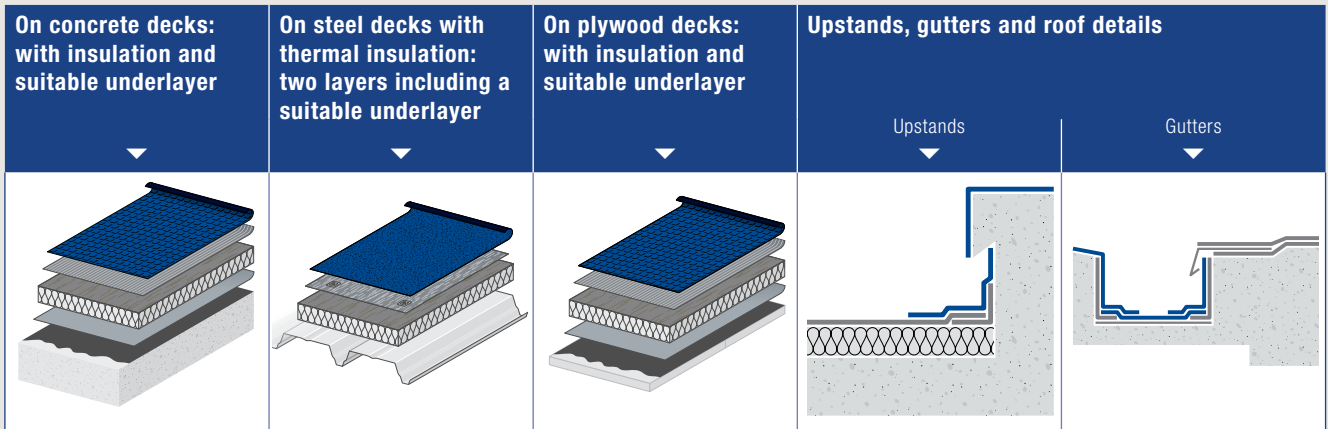 On concrete decks:
with insulation and
suitable underlayer
On steel decks with
thermal insulation:
two layers including a
suitable underlayer
On plywood decks:
with insulation and
suitable underlayer
Upstands, gutters and roof details
Upstands
Gutters